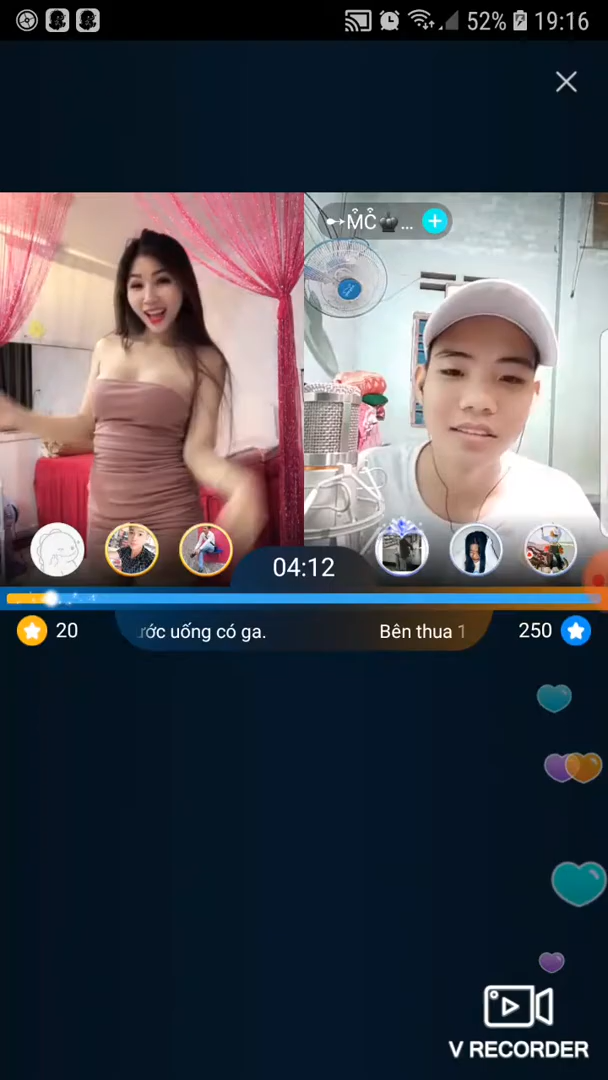 52% 19:16
➸MỔ♚...
04:12
20
ước uống có ga.
Bên thua 1
250
V RECORDER